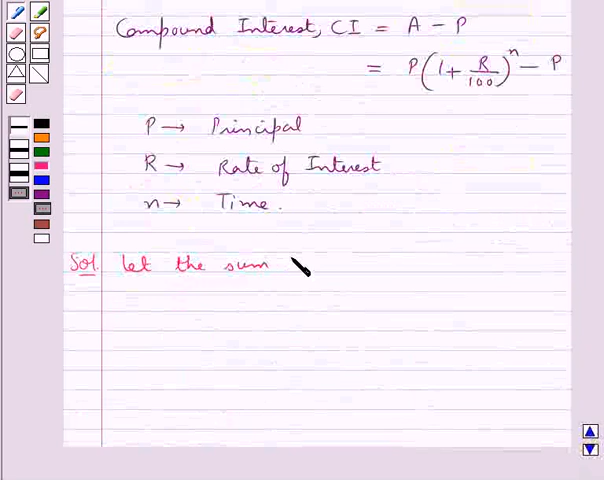 Compound Interest, CI = A - P
= P(1 + R/100)^n - P
P → Principal
R → Rate of Interest
n → Time.
Sol. let the sum